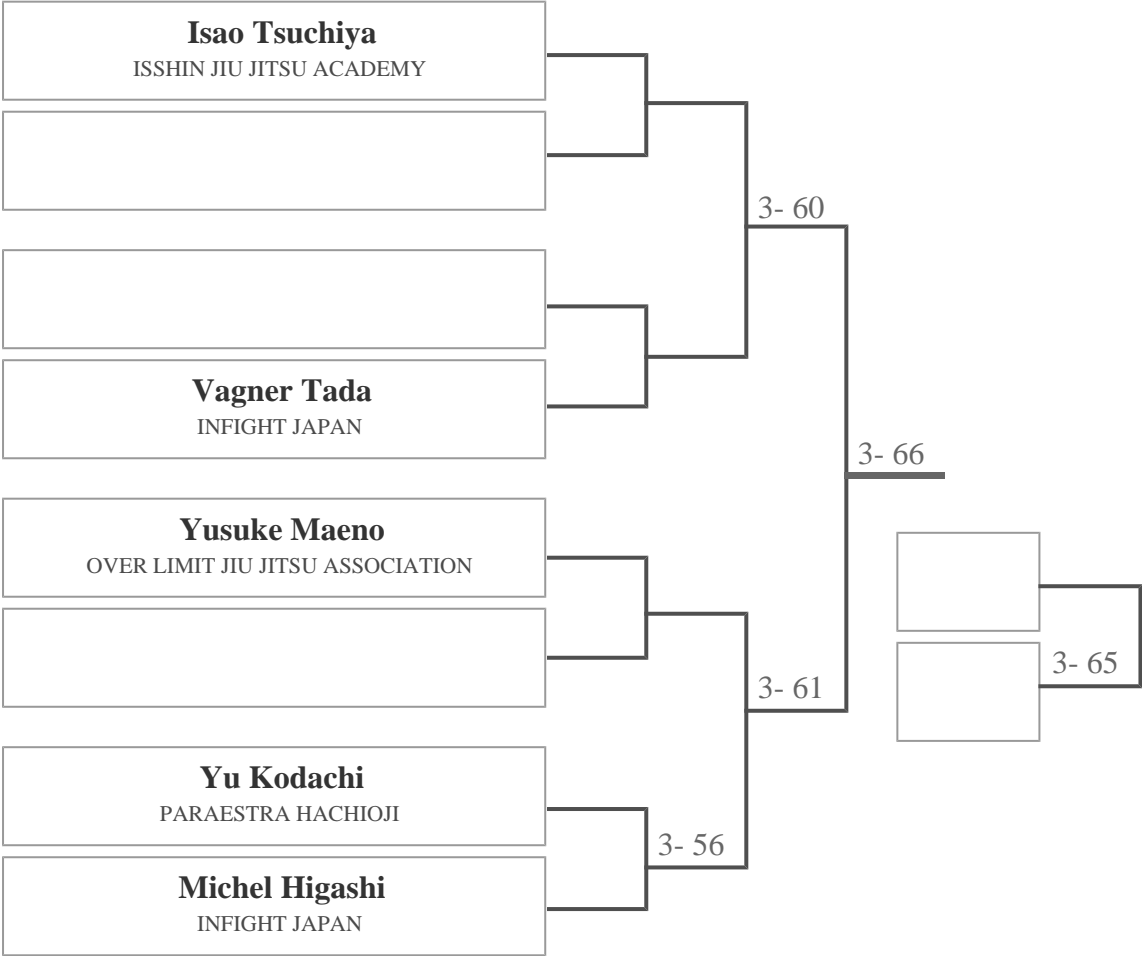 Isao Tsuchiya
ISSHIN JIU JITSU ACADEMY
3- 60
Vagner Tada
INFIGHT JAPAN
3- 66
Yusuke Maeno
OVER LIMIT JIU JITSU ASSOCIATION
3- 65
3- 61
Yu Kodachi
PARAESTRA HACHIOJI
3- 56
Michel Higashi
INFIGHT JAPAN